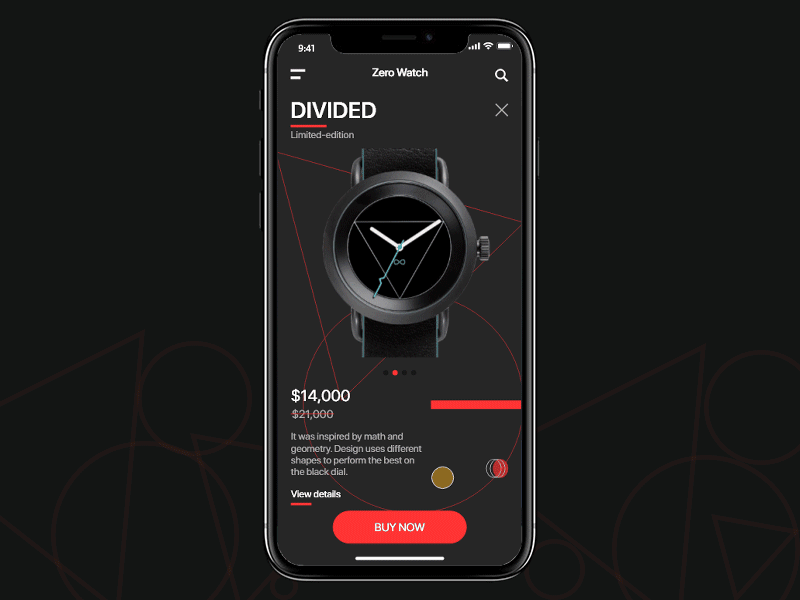 9:41
Zero Watch
DIVIDED
Limited-edition
$14,000
$21,000
It was inspired by math and
geometry. Design uses different
shapes to perform the best on
the black dial.
View details
BUY NOW